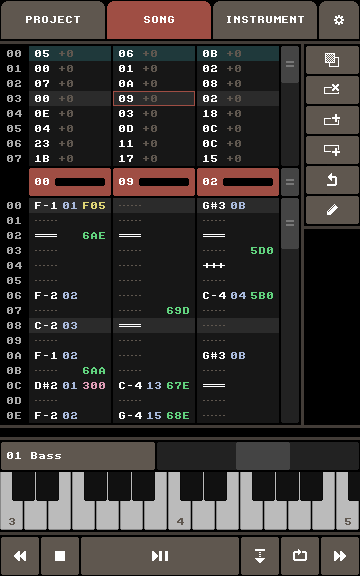 PROJECT SONG INSTRUMENT
00 05 +0 06 +0 0B +0
01 00 +0 01 +0 02 +0
02 07 +0 0A +0 08 +0
03 00 +0 09 +0 02 +0
04 0E +0 03 +0 18 +0
05 04 +0 0D +0 0C +0
06 23 +0 11 +0 0C +0
07 1B +0 17 +0 15 +0
00 09 02
00 F-1 01 F05 ----- G#3 0B
01 ----- ----- -----
02 6AE -----
03 ----- ----- 5D0
04 ----- ----- +++
05 ----- ----- -----
06 F-2 02 ----- C-4 04 5B0
07 ----- 69D -----
08 C-2 03 -----
09 ----- ----- -----
0A F-1 02 ----- G#3 0B
0B 6AA ----- -----
0C D#2 01 300 C-4 13 67E
0D ----- ----- -----
0E F-2 02 G-4 15 68E -----
01 Bass
3 4 5